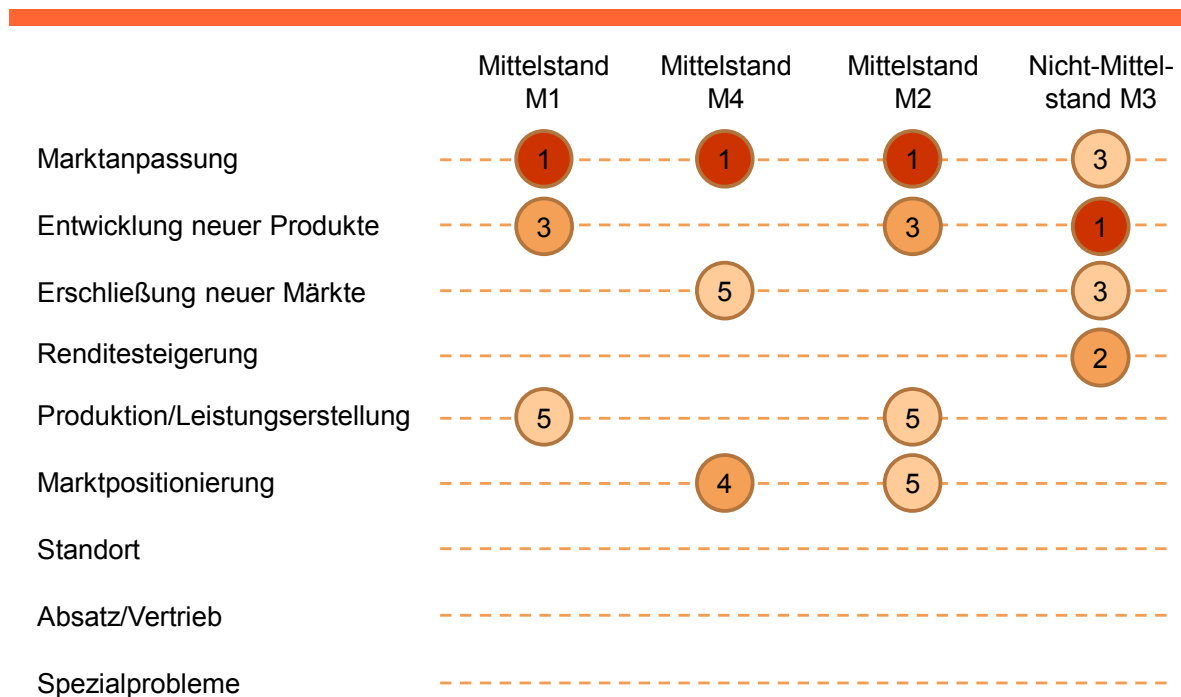 Mittelstand Mittelstand Mittelstand Nicht-Mittel-
M1 M4 M2 stand M3
Marktanpassung 1 1 1 3
Entwicklung neuer Produkte 3 3 1
Erschließung neuer Märkte 5 3
Renditesteigerung 2
Produktion/Leistungserstellung 5 5
Marktpositionierung 4 5
Standort
Absatz/Vertrieb
Spezialprobleme